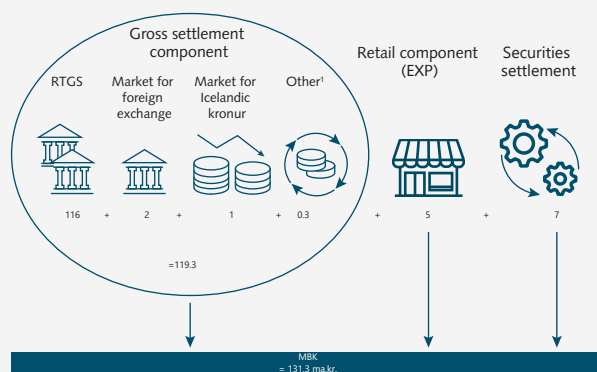 Gross settlement
component
Retail component
(EXP)
Securities
settlement
RTGS
Market for
foreign
exchange
Market for
Icelandic
kronur
Other¹
116 + 2 + 1 + 0.3 + 5 + 7
=119.3
MBK
= 131.3 ma.kr.